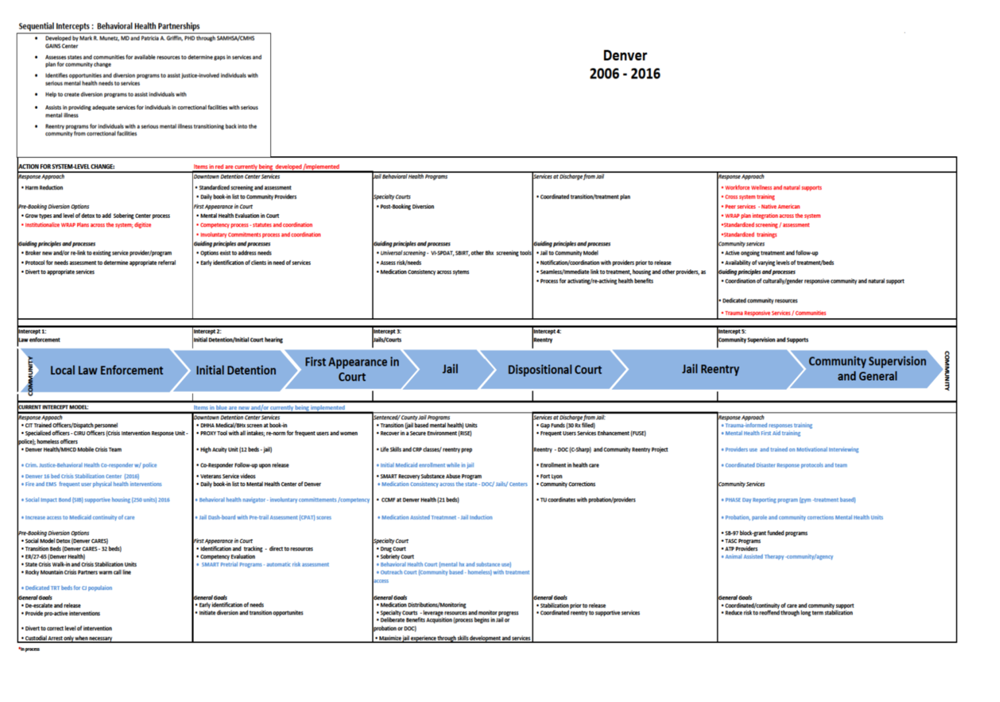 Sequential Intercepts : Behavioral Health Partnerships
• Developed by Mark R. Munetz, MD and Patricia A. Griffin, PHD through SAMHSA/CMHS
GAINS Center
• Assesses states and communities for available resources to determine gaps in services and
plan for community change
• Identifies opportunities and diversion programs to assist justice-involved individuals with
serious mental health needs to services
• Help to create diversion programs to assist individuals with
• Assists in providing adequate services for individuals in correctional facilities with serious
mental illness
• Reentry programs for individuals with a serious mental illness transitioning back into the
community from correctional facilities
Denver
2006 - 2016
ACTION FOR SYSTEM-LEVEL CHANGE:
Items in red are currently being developed /implemented
Response Approach
• Harm Reduction
Pre-Booking Diversion Options
• Grow types and level of detox to add Sobering Center process
• Institutionalize WRAP Plans across the system; digitize
Guiding principles and processes
• Broker new and/or re-link to existing service provider/program
• Protocol for needs assessment to determine appropriate referral
• Divert to appropriate services
Downtown Detention Center Services
• Standardized screening and assessment
• Daily book-in list to Community Providers
First Appearance in Court
• Mental Health Evaluation in Court
• Competency process - statutes and coordination
• Involuntary Commitments process and coordination
Guiding principles and processes
• Options exist to address needs
• Early identification of clients in need of services
Jail Behavioral Health Programs
Specialty Courts
• Post-Booking Diversion
Guiding principles and processes
• Universal screening - VI-SPDAT, SBIRT, other Bhx screening tools
• Assess risk/needs
• Medication Consistency across sytems
Services at Discharge from Jail
• Coordinated transition/treatment plan
Guiding principles and processes
• Jail to Community Model
• Notification/coordination with providers prior to release
• Seamless/Immediate link to treatment, housing and other providers, as
• Process for activating/re-activing health benefits
Response Approach
• Workforce Wellness and natural supports
• Cross system training
• Peer services - Native American
• WRAP plan integration across the system
•Standardized screening / assessment
•Standardized trainings
Community services
• Active ongoing treatment and follow-up
• Availability of varying levels of treatment/beds
Guiding principles and processes
• Coordination of culturally/gender responsive community and natural support
• Dedicated community resources
• Trauma Responsive Services / Communities
Intercept 1:
Law enforcement
Intercept 2:
Initial Detention/Initial Court hearing
Intercept 3:
Jails/Courts
Intercept 4:
Reentry
Intercept 5:
Community Supervision and Supports
COMMUNITY
Local Law Enforcement
Initial Detention
First Appearance in
Court
Jail
Dispositional Court
Jail Reentry
Community Supervision
and General
COMMUNITY
CURRENT INTERCEPT MODEL:
Items in blue are new and/or currently being implemented
Response Appoach
• CIT Trained Officers/Dispatch personnel
• Specialized officers - CIRU Officers (Crisis Intervention Response Unit -
police); homeless officers
• Denver Health/MHCD Mobile Crisis Team
• Crim. Justice-Behavioral Health Co-responder w/ police
• Denver 16 bed Crisis Stabilization Center (2016)
• Fire and EMS frequent user physical health interventions
• Social Impact Bond (SIB) supportive housing (250 units) 2016
• Increase access to Medicaid continuity of care
Pre-Booking Diversion Options
• Social Model Detox (Denver CARES)
• Transition Beds (Denver CARES - 32 beds)
• ER/27-65 (Denver Health)
• State Crisis Walk-in and Crisis Stabilization Units
• Rocky Mountain Crisis Partners warm call line
• Dedicated TRT beds for CJ populaion
General Goals
• De-escalate and release
• Provide pro-active interventions
• Divert to correct level of intervention
• Custodial Arrest only when necessary
Downtown Detention Center Services
• DHHA Medical/BHx screen at book-in
• PROXY Tool with all intakes; re-norm for frequent users and women
• High Acuity Unit (12 beds - jail)
• Co-Responder Follow-up upon release
• Veterans Service videos
• Daily book-in list to Mental Health Center of Denver
• Behavioral health navigator - involuntary committements /competency
• Jail Dash-board with Pre-trail Assessment (CPAT) scores
First Appearance in Court
• Identification and tracking - direct to resources
• Competency Evaluation
• SMART Pretrial Programs - automatic risk assessment
General Goals
• Early identification of needs
• Initiate diversion and transition opportunites
Sentenced/ County Jail Programs
• Transition (jail based mental health) Units
• Recover in a Secure Environment (RISE)
• Life Skills and CRP classes/ reentry prep
• Initial Medicaid enrollment while in jail
• SMART Recovery Substance Abuse Program
• Medication Consistency across the state - DOC/ Jails/ Centers
• CCMF at Denver Health (21 beds)
• Medication Assisted Treatmnet - Jail Induction
Specialty Court
• Drug Court
• Sobriety Court
• Behavioral Health Court (mental hx and substance use)
• Outreach Court (Community based - homeless) with treatment
access
General Goals
• Medication Distributions/Monitoring
• Specialty Courts - leverage resources and monitor progress
• Deliberate Benefits Acquisition (process begins in Jail or
probation or DOC)
• Maximize jail experience through skills development and services
Services at Discharge from Jail:
• Gap Funds (30 Rx filled)
• Frequent Users Services Enhancement (FUSE)
Reentry - DOC (C-Sharp) and Community Reentry Project
• Enrollment in health care
• Fort Lyon
• Community Corrections
• TU coordinates with probation/providers
General Goals
• Stabilization prior to release
• Coordinated reentry to supportive services
Response Approach
• Trauma-informed responses training
• Mental Health First Aid training
• Providers use and trained on Motivational Interviewing
• Coordinated Disaster Response protocols and team
Community Services
• PHASE Day Reporting program (gym -treatment based)
• Probation, parole and community corrections Mental Health Units
• SB-97 block-grant funded programs
• TASC Programs
• ATP Providers
• Animal Assisted Therapy -community/agency
General Goals
• Coordinated/continuity of care and community support
• Reduce risk to reoffend through long term stabilization
*In process